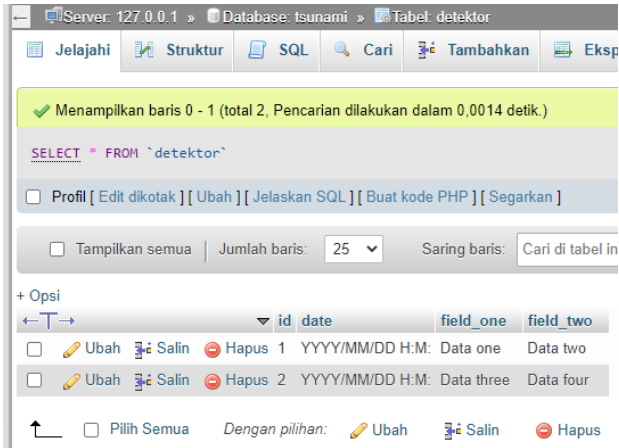 Server: 127.0.0.1 » Database: tsunami » Tabel: detektor
Jelajahi Struktur SQL Cari Tambahkan Eksp
Menampilkan baris 0 - 1 (total 2, Pencarian dilakukan dalam 0,0014 detik.)
SELECT * FROM `detektor`
Profil [ Edit dikotak ] [ Ubah ] [ Jelaskan SQL ] [ Buat kode PHP ] [ Segarkan ]
Tampilkan semua | Jumlah baris: 25 Saring baris: Cari di tabel in
+ Opsi
←T→ id date field_one field_two
Ubah Salin Hapus 1 YYYY/MM/DD H:M: Data one Data two
Ubah Salin Hapus 2 YYYY/MM/DD H:M: Data three Data four
Pilih Semua Dengan pilihan: Ubah Salin Hapus